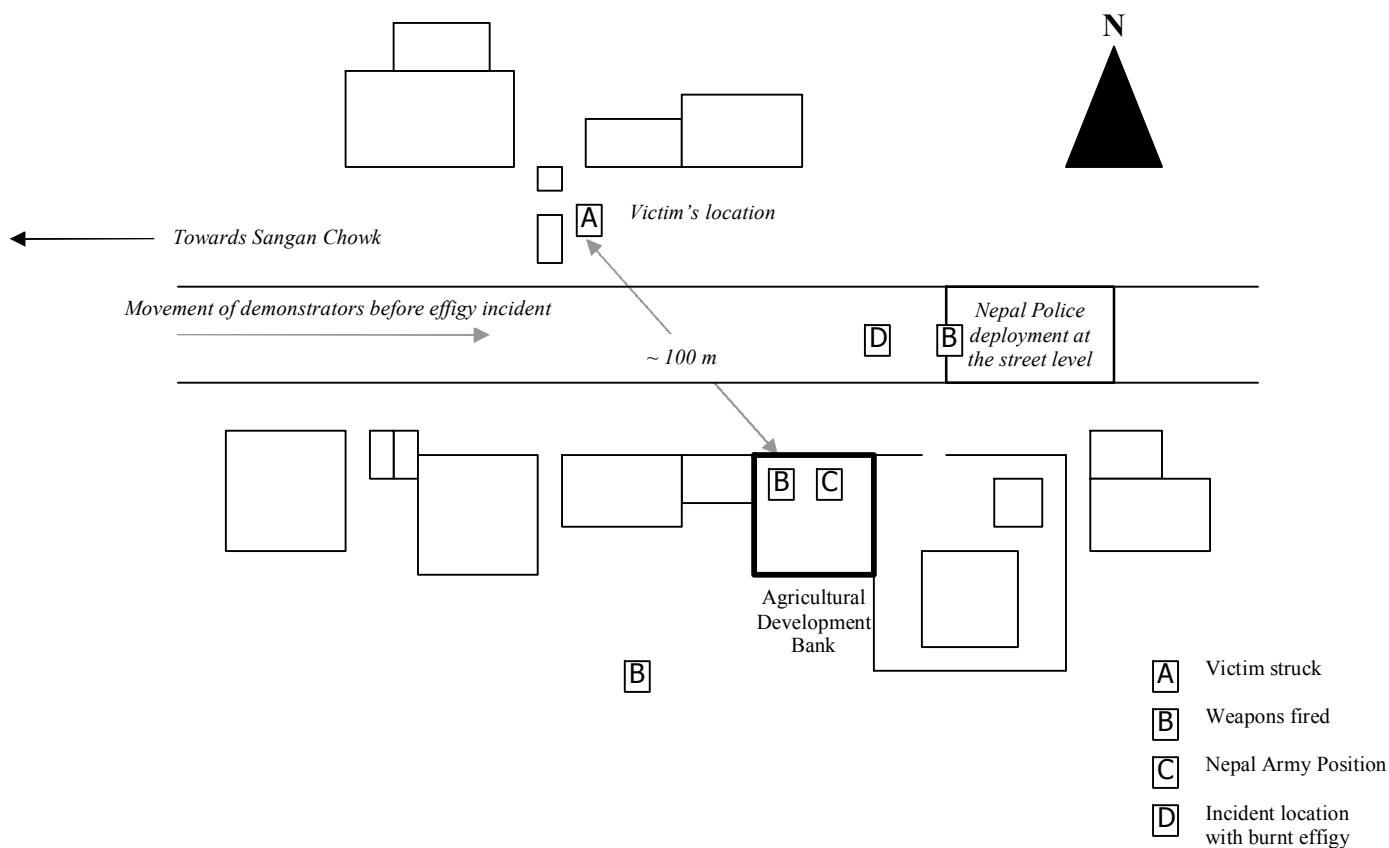 N
A
Victim's location
Towards Sangan Chowk
Movement of demonstrators before effigy incident
~ 100 m
D
B
Nepal Police
deployment at
the street level
B
C
Agricultural
Development
Bank
B
A Victim struck
B Weapons fired
C Nepal Army Position
D Incident location
with burnt effigy